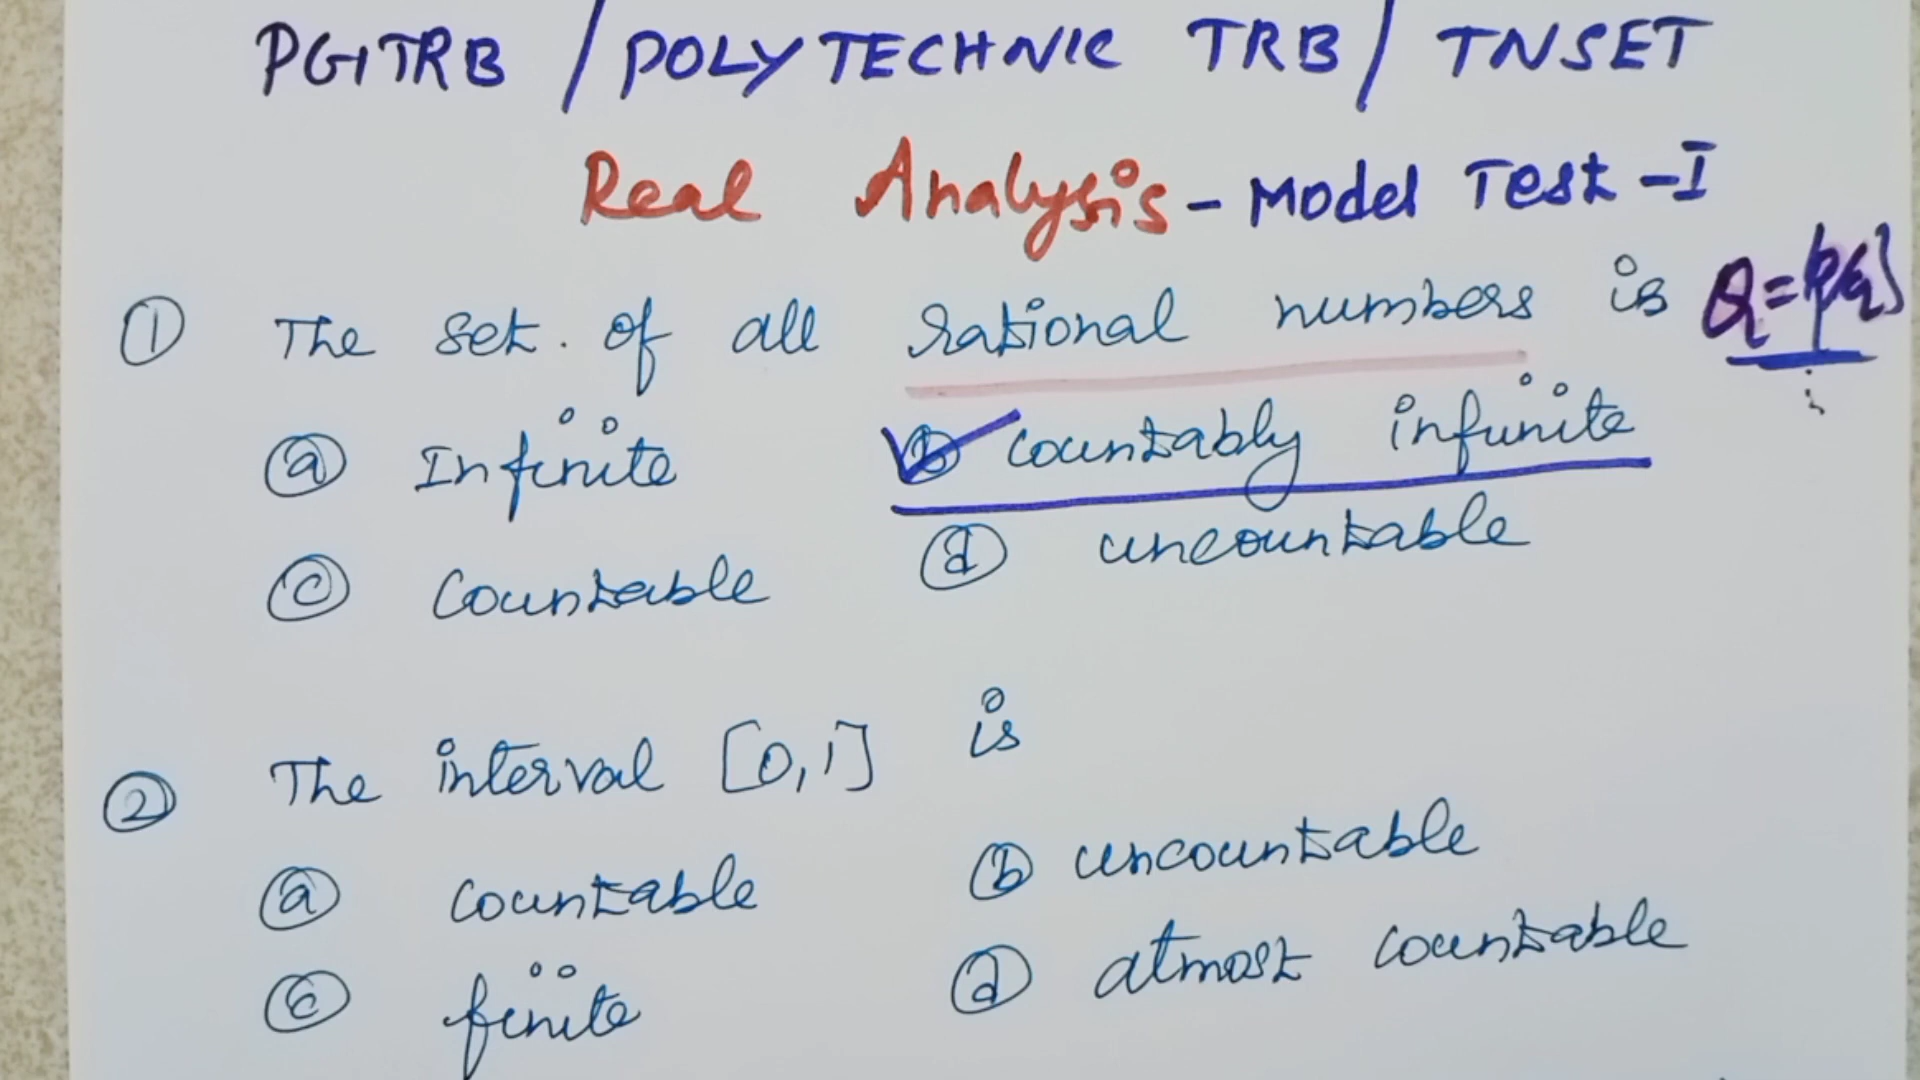 PG1TRB / POLYTECHNIC TRB / TNSET
Real Analysis - Model Test - I
① The set. of all rational numbers is
ⓐ Infinite ⓑ countably infinite
ⓒ Countable ⓓ uncountable
② The interval [0,1] is
ⓐ countable ⓑ uncountable
ⓒ finite ⓓ atmost countable